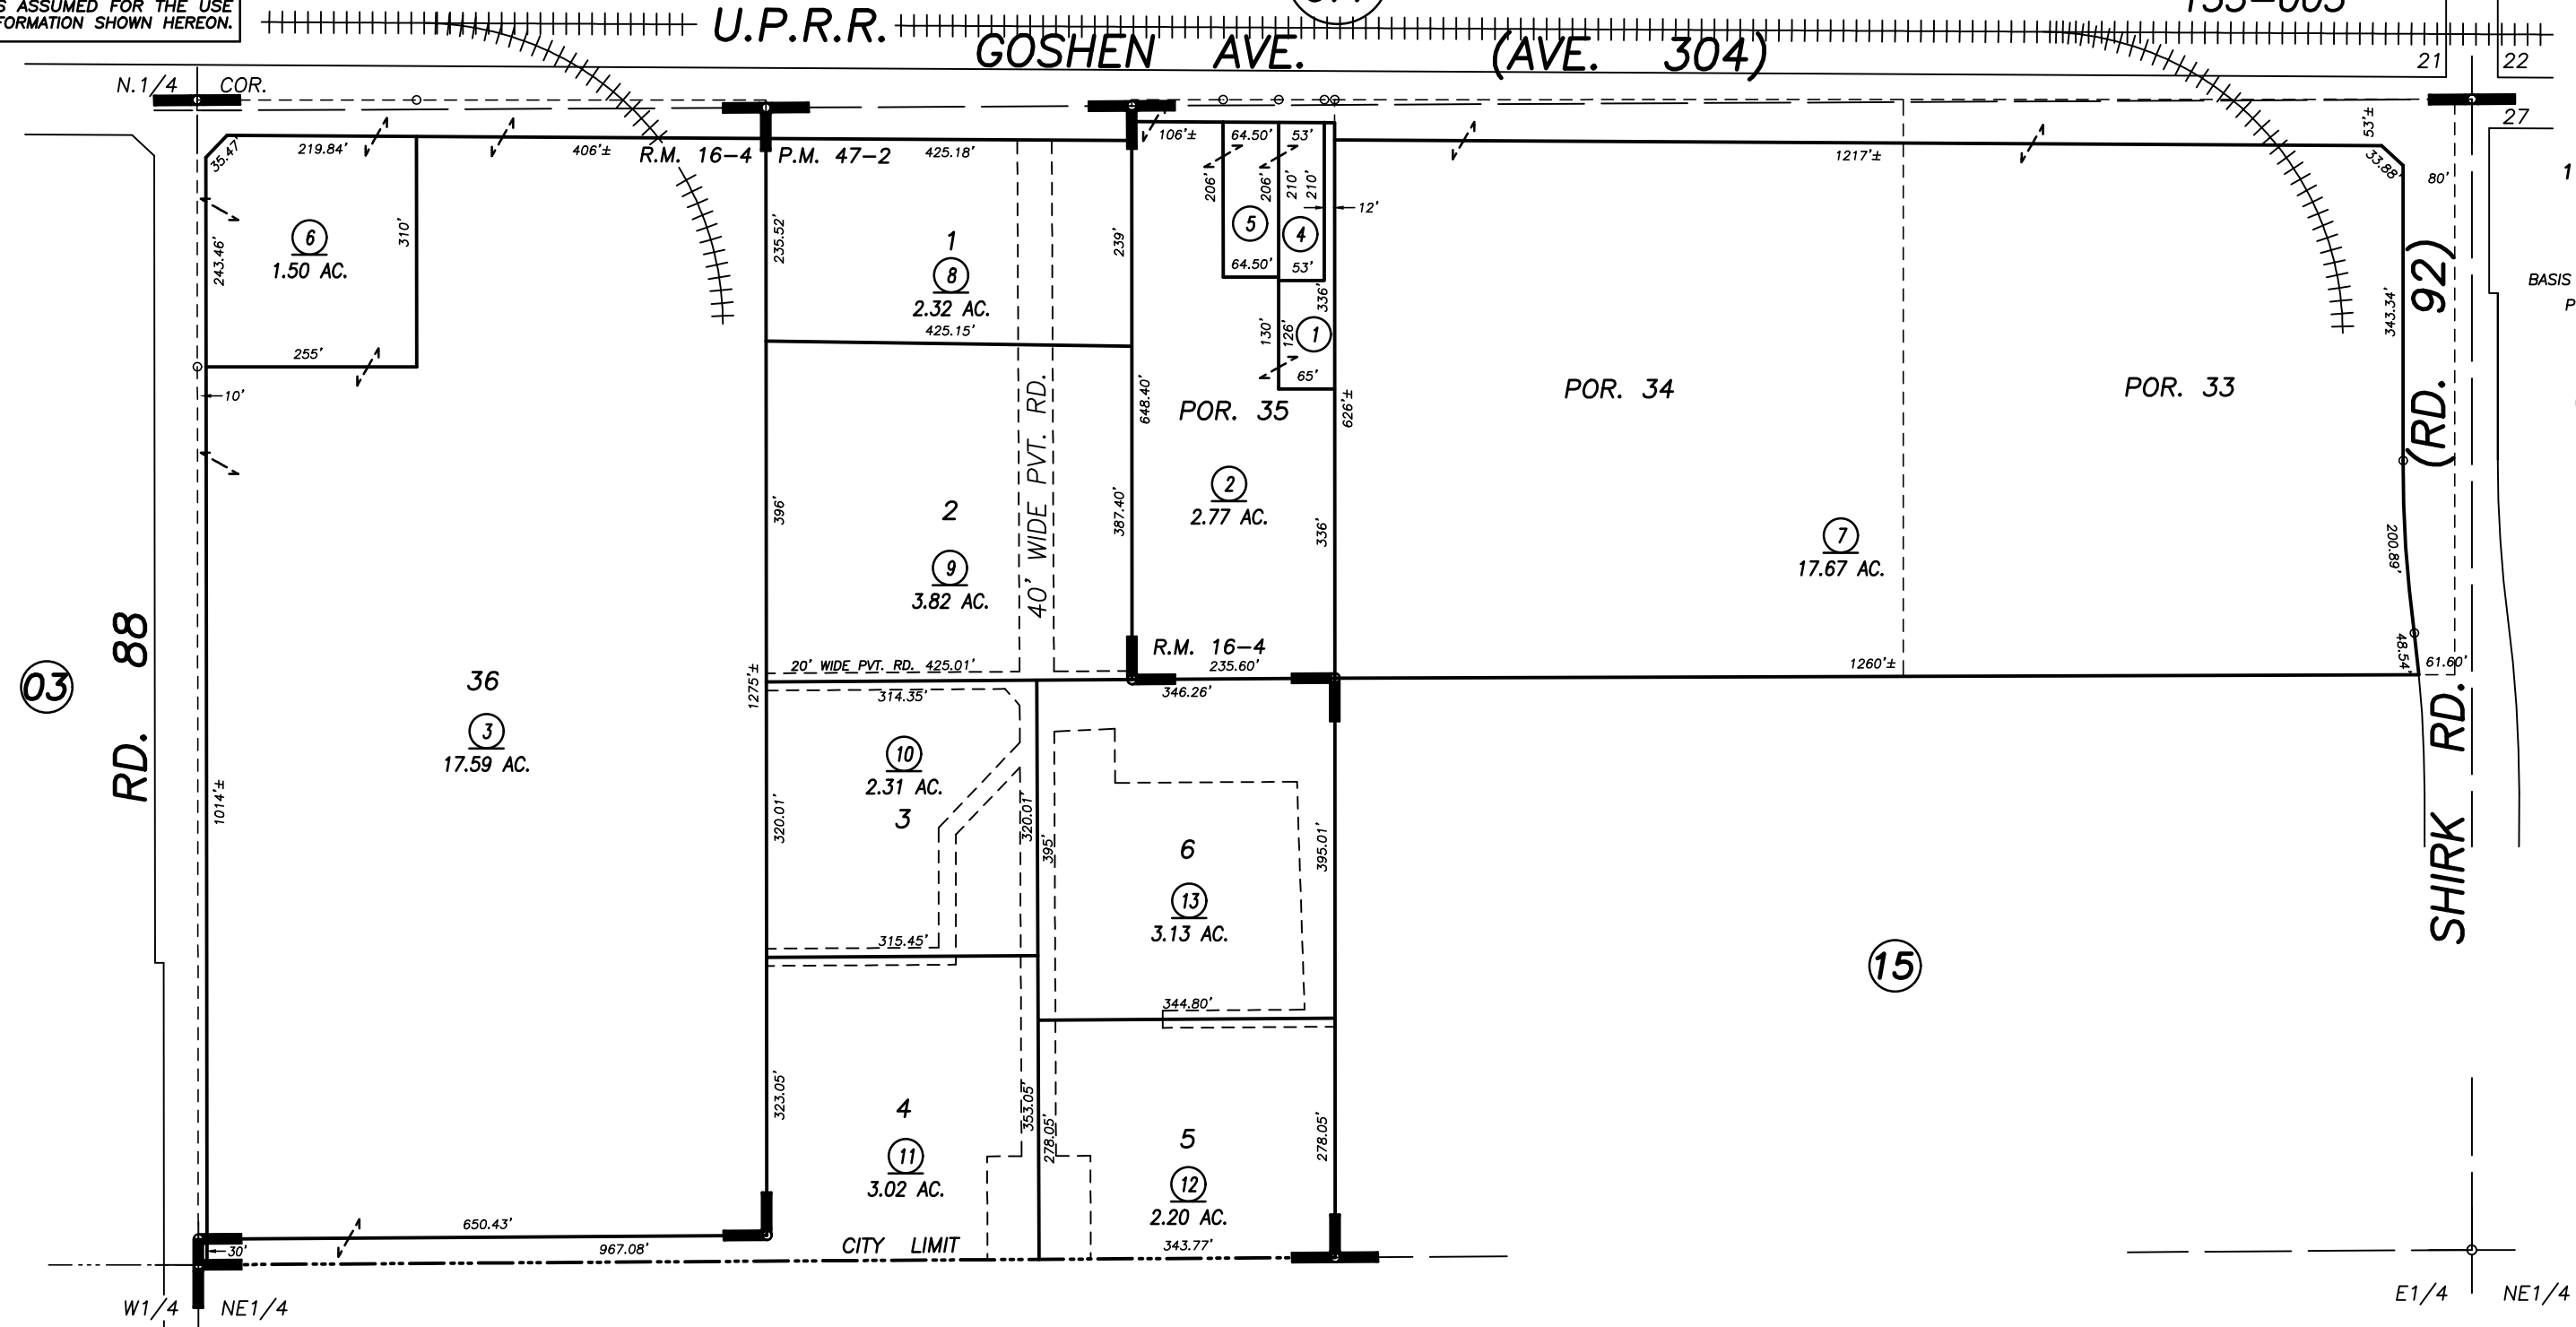 S ASSUMED FOR THE USE
FORMATION SHOWN HEREON.
U.P.R.R.
GOSHEN AVE. (AVE. 304)
21
22
27
N.1/4 COR.
35.47'
219.84'
406'±
R.M. 16-4
P.M. 47-2
425.18'
106'±
64.50'
53'
1217'±
53'±
33.88'
80'
243.46'
6
1.50 AC.
310'
255'
10'
235.52'
1
8
2.32 AC.
425.15'
239'
206'
5
64.50'
206'
210'
210'
4
53'
12'
130'
126'
336'
1
65'
POR. 35
626'±
648.40'
2
2.77 AC.
336'
387.40'
R.M. 16-4
235.60'
346.26'
POR. 34
POR. 33
7
17.67 AC.
1260'±
343.34'
200.89'
48.54'
61.60'
BASIS
P
1
(RD. 92)
SHIRK RD.
396'
2
9
3.82 AC.
40' WIDE PVT. RD.
20' WIDE PVT. RD. 425.01'
314.35'
03
RD. 88
36
3
17.59 AC.
1275'±
1014'±
10
2.31 AC.
3
320.01'
320.01'
315.45'
395'
6
13
3.13 AC.
395.01'
344.80'
15
323.05'
4
11
3.02 AC.
353.05'
278.05'
5
12
2.20 AC.
278.05'
343.77'
650.43'
30'
967.08'
CITY LIMIT
W1/4
NE1/4
E1/4
NE1/4